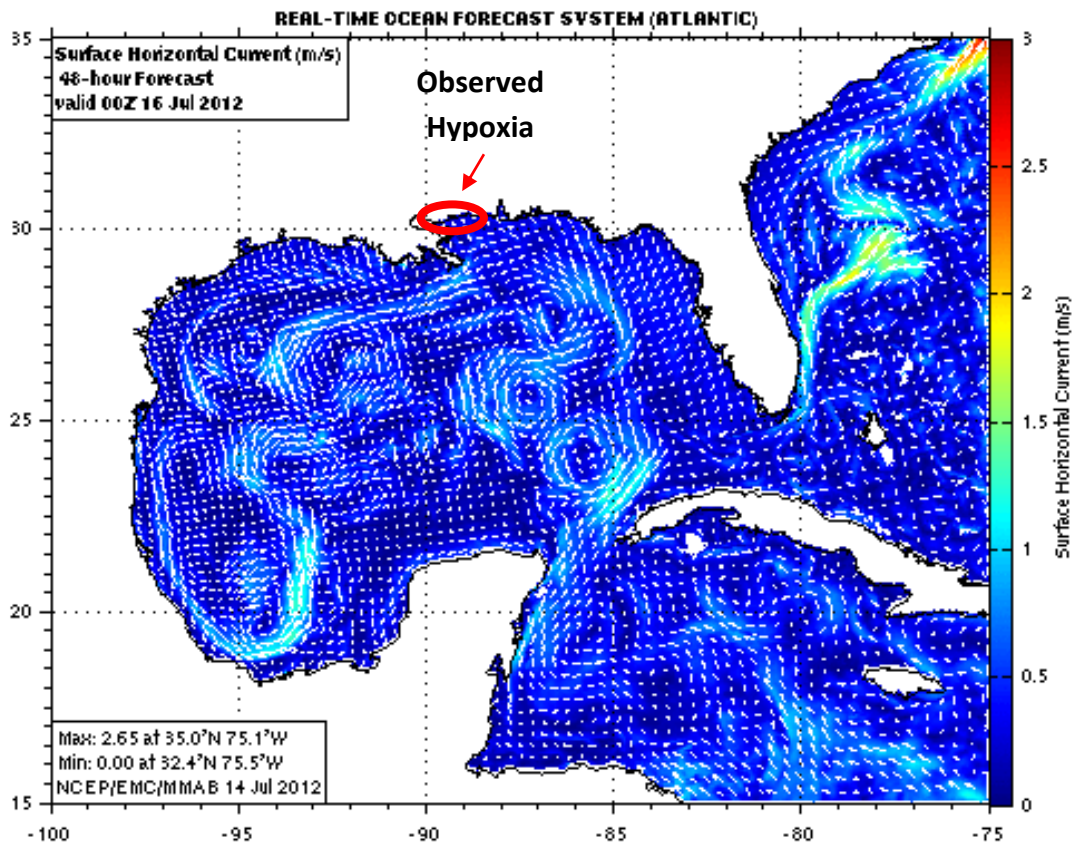 REAL-TIME OCEAN FORECAST SYSTEM (ATLANTIC)
Surface Horizontal Current (m/s)
48-hour Forecast
valid 00Z 16 Jul 2012
Observed
Hypoxia
35
30
25
20
15
-100
-95
-90
-85
-80
-75
Max: 2.65 at 35.0°N 75.1°W
Min: 0.00 at 32.4°N 75.5°W
NCEP/EMC/MMAB 14 Jul 2012
3
2.5
2
1.5
1
0.5
0
Surface Horizontal Current (m/s)